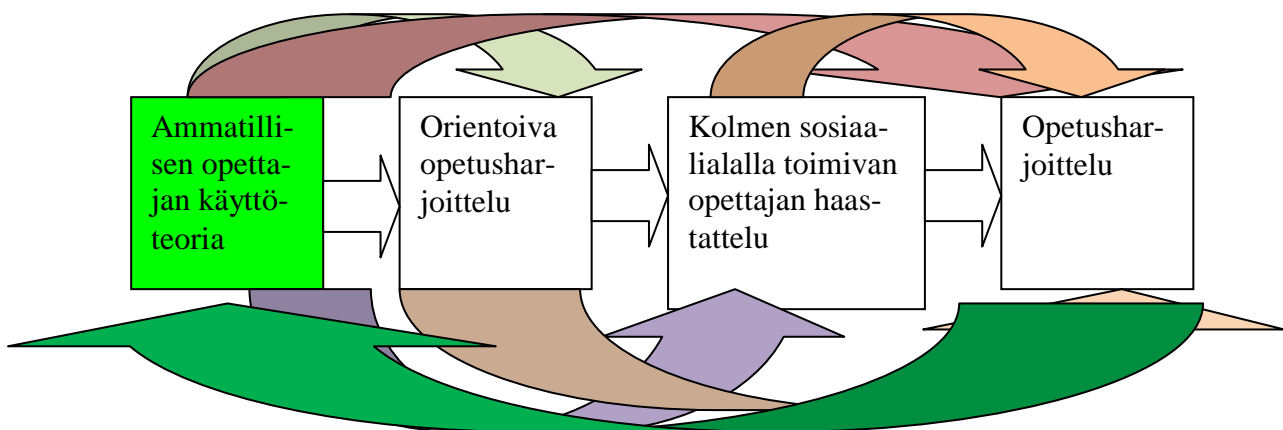 Ammatilli-
sen opetta-
jan käyttö-
teoria
Orientoiva
opetushar-
joittelu
Kolmen sosiaa-
lialalla toimivan
opettajan haas-
tattelu
Opetushar-
joittelu